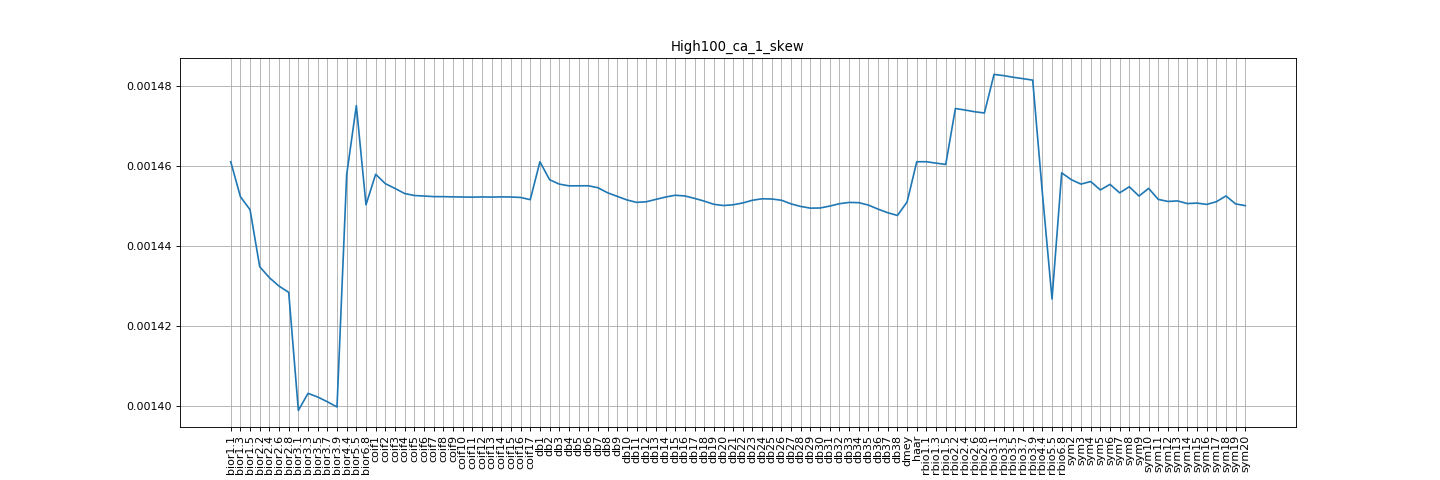 High100_ca_1_skew
0.00148
0.00146
0.00144
0.00142
0.00140
bior1.1
bior1.3
bior1.5
bior2.2
bior2.4
bior2.6
bior2.8
bior3.1
bior3.3
bior3.5
bior3.7
bior3.9
bior4.4
bior5.5
bior6.8
coif1
coif2
coif3
coif4
coif5
coif6
coif7
coif8
coif9
coif10
coif11
coif12
coif13
coif14
coif15
coif16
coif17
db1
db2
db3
db4
db5
db6
db7
db8
db9
db10
db11
db12
db13
db14
db15
db16
db17
db18
db19
db20
db21
db22
db23
db24
db25
db26
db27
db28
db29
db30
db31
db32
db33
db34
db35
db36
db37
db38
dmey
haar
rbio1.1
rbio1.3
rbio1.5
rbio2.2
rbio2.4
rbio2.6
rbio2.8
rbio3.1
rbio3.3
rbio3.5
rbio3.7
rbio3.9
rbio4.4
rbio5.5
rbio6.8
sym2
sym3
sym4
sym5
sym6
sym7
sym8
sym9
sym10
sym11
sym12
sym13
sym14
sym15
sym16
sym17
sym18
sym19
sym20